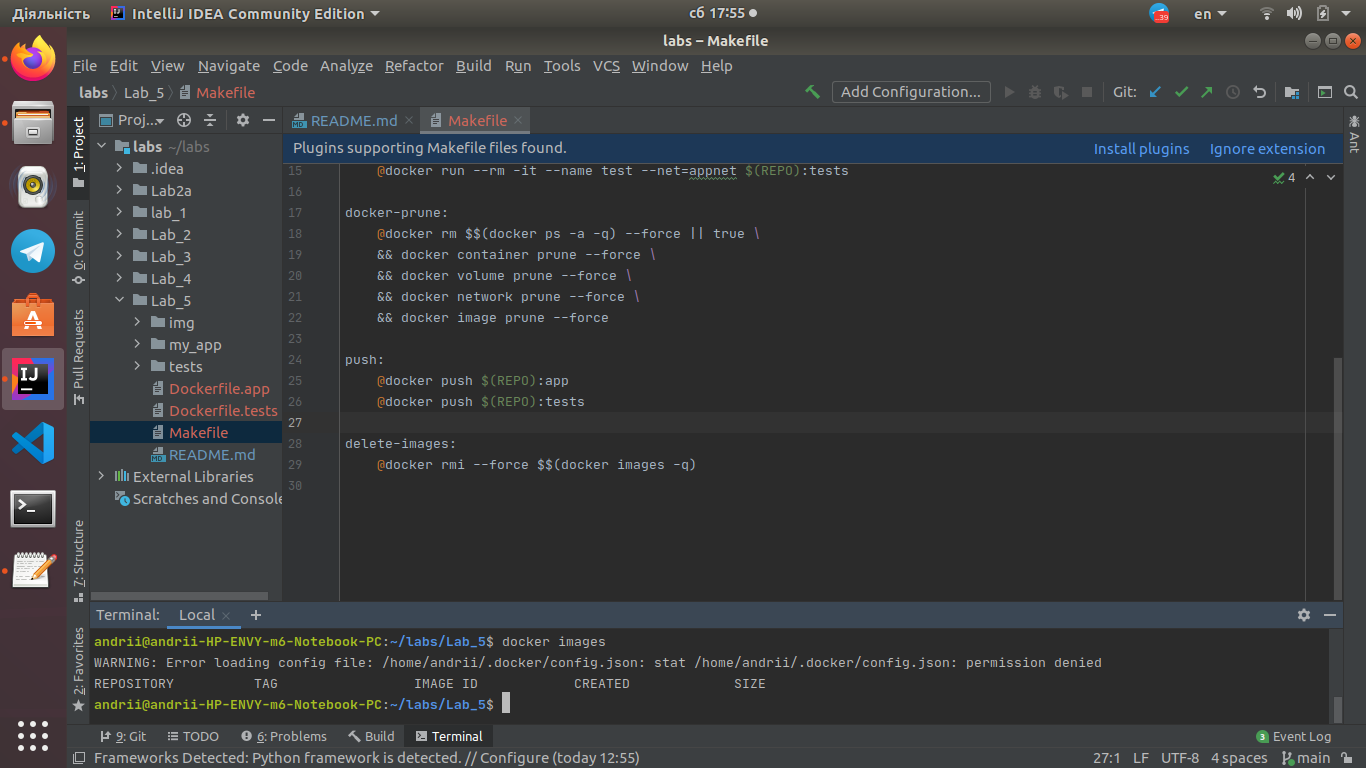 Діяльність IntelliJ IDEA Community Edition сб 17:55 en
39
labs – Makefile
File Edit View Navigate Code Analyze Refactor Build Run Tools VCS Window Help
labs Lab_5 Makefile Add Configuration... Git:
Proj... README.md Makefile
1: Project
0: Commit
Pull Requests
7: Structure
2: Favorites
Ant
labs ~/labs
.idea
Lab2a
lab_1
Lab_2
Lab_3
Lab_4
Lab_5
img
my_app
tests
Dockerfile.app
Dockerfile.tests
Makefile
README.md
External Libraries
Scratches and Console
Plugins supporting Makefile files found. Install plugins Ignore extension
4
15 @docker run --rm -it --name test --net=appnet $(REPO):tests
16
17 docker-prune:
18 @docker rm $$(docker ps -a -q) --force || true \
19 && docker container prune --force \
20 && docker volume prune --force \
21 && docker network prune --force \
22 && docker image prune --force
23
24 push:
25 @docker push $(REPO):app
26 @docker push $(REPO):tests
27
28 delete-images:
29 @docker rmi --force $$(docker images -q)
30
Terminal: Local +
andrii@andrii-HP-ENVY-m6-Notebook-PC:~/labs/Lab_5$ docker images
WARNING: Error loading config file: /home/andrii/.docker/config.json: stat /home/andrii/.docker/config.json: permission denied
REPOSITORY TAG IMAGE ID CREATED SIZE
andrii@andrii-HP-ENVY-m6-Notebook-PC:~/labs/Lab_5$
9: Git TODO 6: Problems Build Terminal 3 Event Log
Frameworks Detected: Python framework is detected. // Configure (today 12:55) 27:1 LF UTF-8 4 spaces main